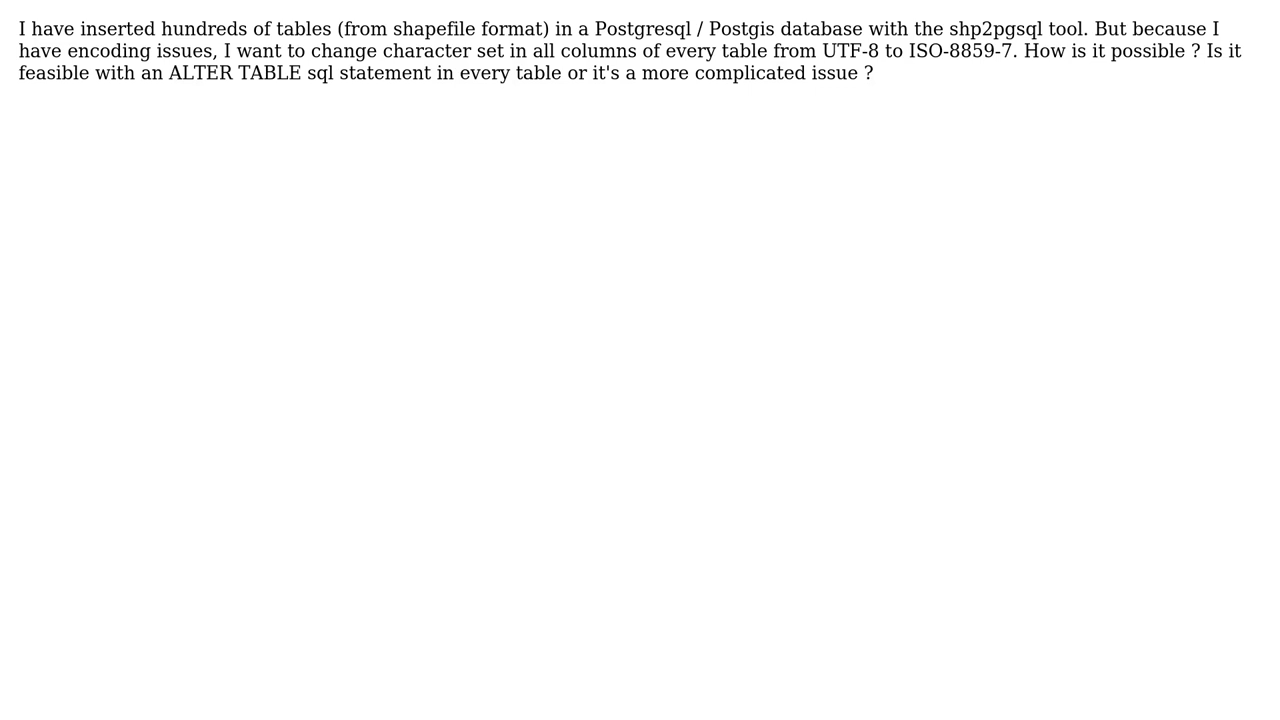 I have inserted hundreds of tables (from shapefile format) in a Postgresql / Postgis database with the shp2pgsql tool. But because I
have encoding issues, I want to change character set in all columns of every table from UTF-8 to ISO-8859-7. How is it possible ? Is it
feasible with an ALTER TABLE sql statement in every table or it's a more complicated issue ?